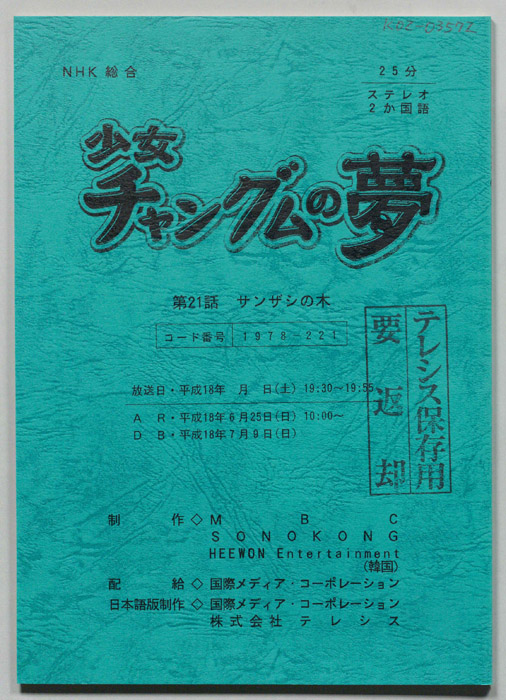 KDZ-D3572
NHK 総合
25分
ステレオ
2か国語
少女
チャングムの夢
第21話 サンザシの木
コード番号 1978-221
放送日・平成18年 月 日(土) 19:30~19:55
AR・平成18年6月25日(日) 10:00~
DB・平成18年7月9日(日)
テレシス保存用
要返却
制作◇MBC
SONOKONG
HEEWON Entertainment
(韓国)
配給◇国際メディア・コーポレーション
日本語版制作◇国際メディア・コーポレーション
株式会社テレシス